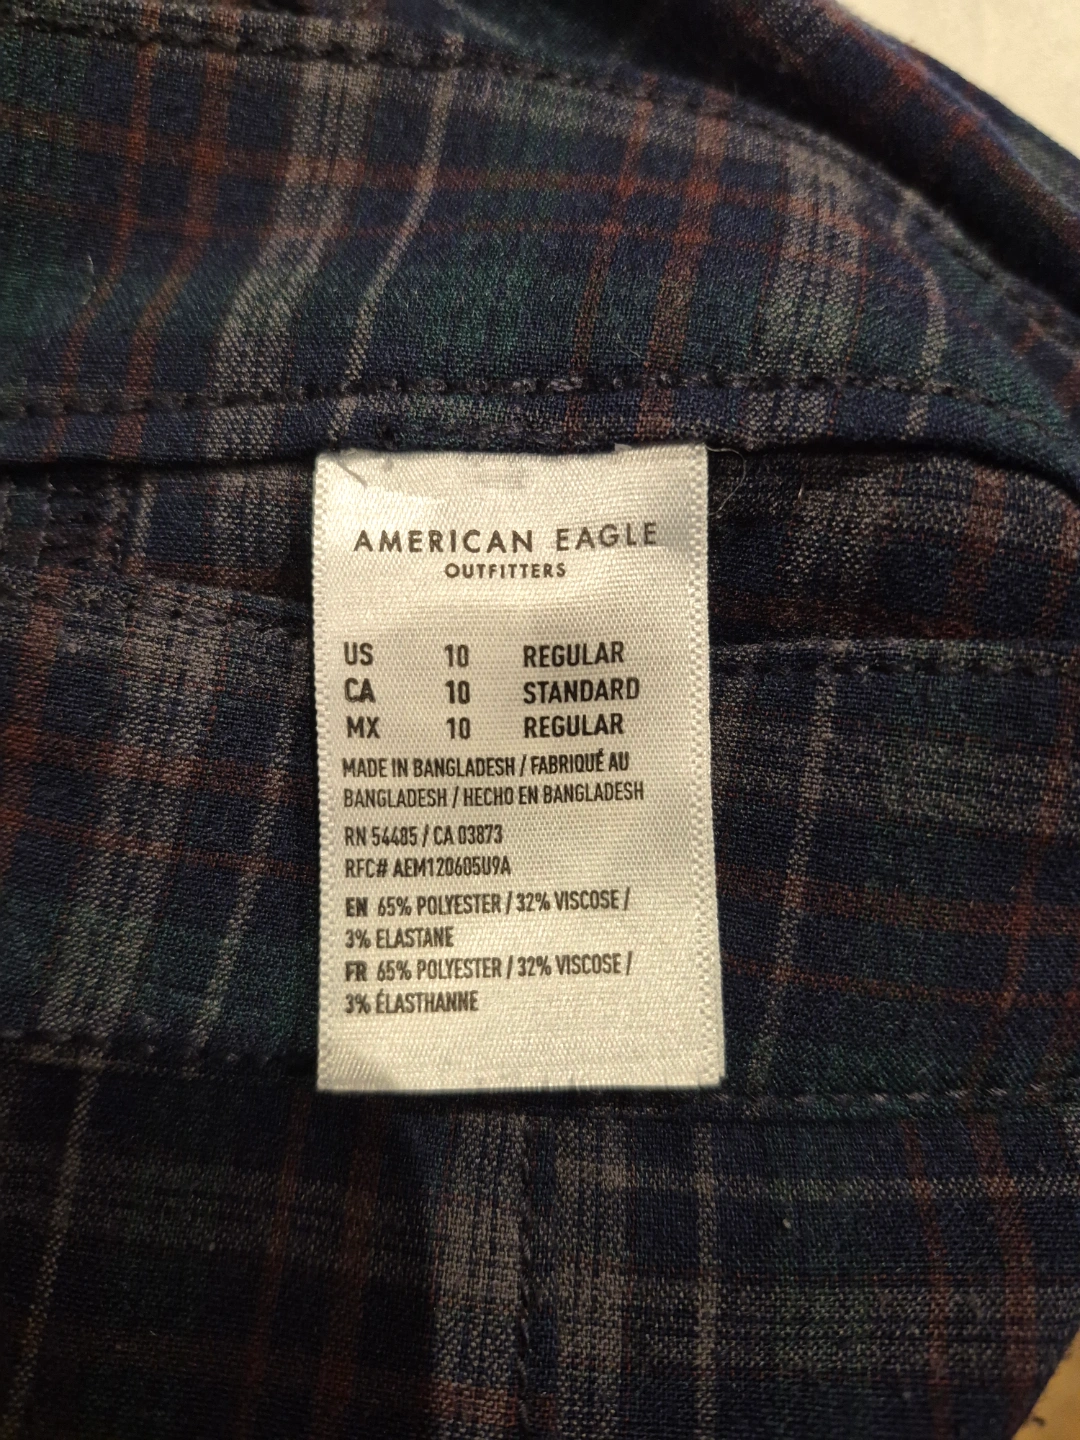 AMERICAN EAGLE
OUTFITTERS
US 10 REGULAR
CA 10 STANDARD
MX 10 REGULAR
MADE IN BANGLADESH / FABRIQUÉ AU
BANGLADESH / HECHO EN BANGLADESH
RN 54485 / CA 03873
RFC# AEM120605U9A
EN 65% POLYESTER / 32% VISCOSE /
3% ELASTANE
FR 65% POLYESTER / 32% VISCOSE /
3% ÉLASTHANNE